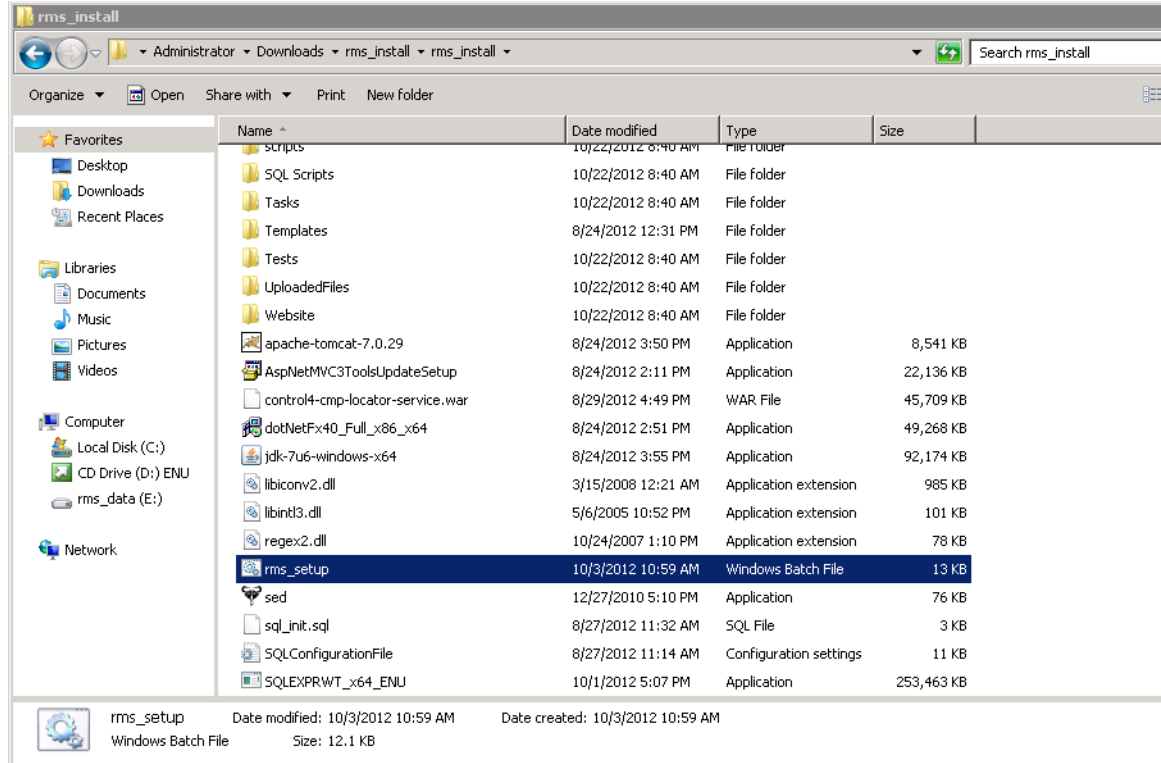 rms_install
Administrator Downloads rms_install rms_install Search rms_install
Organize Open Share with Print New folder
Favorites
Desktop
Downloads
Recent Places
Libraries
Documents
Music
Pictures
Videos
Computer
Local Disk (C:)
CD Drive (D:) ENU
rms_data (E:)
Network
Name Date modified Type Size
scripts 10/22/2012 8:40 AM File folder
SQL Scripts 10/22/2012 8:40 AM File folder
Tasks 10/22/2012 8:40 AM File folder
Templates 8/24/2012 12:31 PM File folder
Tests 10/22/2012 8:40 AM File folder
UploadedFiles 10/22/2012 8:40 AM File folder
Website 10/22/2012 8:40 AM File folder
apache-tomcat-7.0.29 8/24/2012 3:50 PM Application 8,541 KB
AspNetMVC3ToolsUpdateSetup 8/24/2012 2:11 PM Application 22,136 KB
control4-cmp-locator-service.war 8/29/2012 4:49 PM WAR File 45,709 KB
dotNetFx40_Full_x86_x64 8/24/2012 2:51 PM Application 49,268 KB
jdk-7u6-windows-x64 8/24/2012 3:55 PM Application 92,174 KB
libiconv2.dll 3/15/2008 12:21 AM Application extension 985 KB
libintl3.dll 5/6/2005 10:52 PM Application extension 101 KB
regex2.dll 10/24/2007 1:10 PM Application extension 78 KB
rms_setup 10/3/2012 10:59 AM Windows Batch File 13 KB
sed 12/27/2010 5:10 PM Application 76 KB
sql_init.sql 8/27/2012 11:32 AM SQL File 3 KB
SQLConfigurationFile 8/27/2012 11:14 AM Configuration settings 11 KB
SQLEXPRWT_x64_ENU 10/1/2012 5:07 PM Application 253,463 KB
rms_setup Date modified: 10/3/2012 10:59 AM Date created: 10/3/2012 10:59 AM
Windows Batch File Size: 12.1 KB